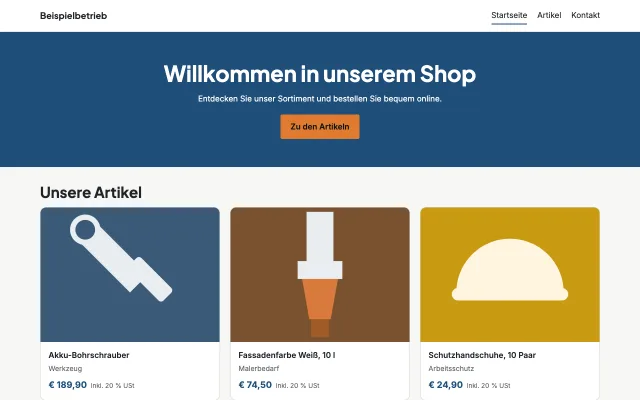 Beispielbetrieb
Startseite Artikel Kontakt
Willkommen in unserem Shop
Entdecken Sie unser Sortiment und bestellen Sie bequem online.
Zu den Artikeln
Unsere Artikel
Akku-Bohrschrauber
Werkzeug
€ 189,90 inkl. 20 % USt
Fassadenfarbe Weiß, 10 l
Malerbedarf
€ 74,50 inkl. 20 % USt
Schutzhandschuhe, 10 Paar
Arbeitsschutz
€ 24,90 inkl. 20 % USt